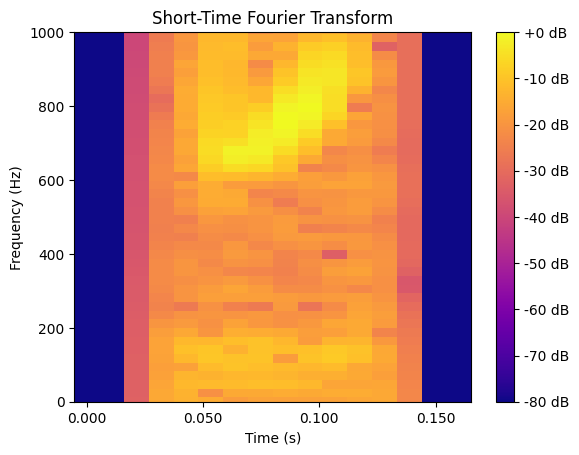 Short-Time Fourier Transform
1000
800
600
400
200
0
Frequency (Hz)
0.000
0.050
0.100
0.150
Time (s)
+0 dB
-10 dB
-20 dB
-30 dB
-40 dB
-50 dB
-60 dB
-70 dB
-80 dB